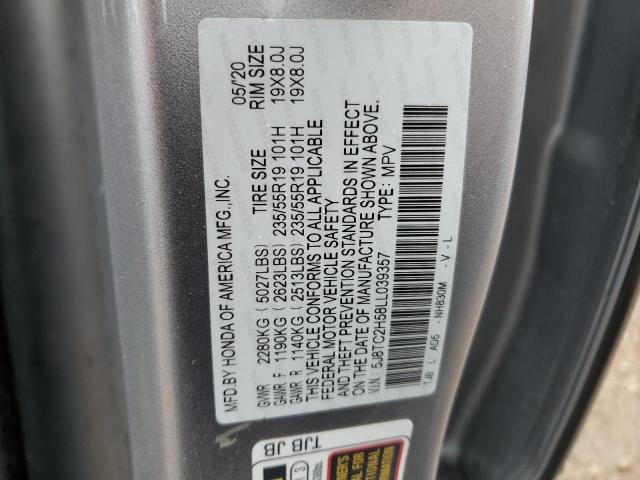 MFD.BY HONDA OF AMERICA MFG.,INC. 05/'20
TIRE SIZE RIM SIZE
GVWR 2280KG (5027LBS)
GAWR F 1190KG (2623LBS) 235/55R19 101H 19X8.0J
GAWR R 1140KG (2513LBS) 235/55R19 101H 19X8.0J
THIS VEHICLE CONFORMS TO ALL APPLICABLE
FEDERAL MOTOR VEHICLE SAFETY
AND THEFT PREVENTION STANDARDS IN EFFECT
ON THE DATE OF MANUFACTURE SHOWN ABOVE.
V.I.N: 5J8TC2H58LL039357 TYPE: MPV
TJB L A06 - NH830M - V - L
TJB JB